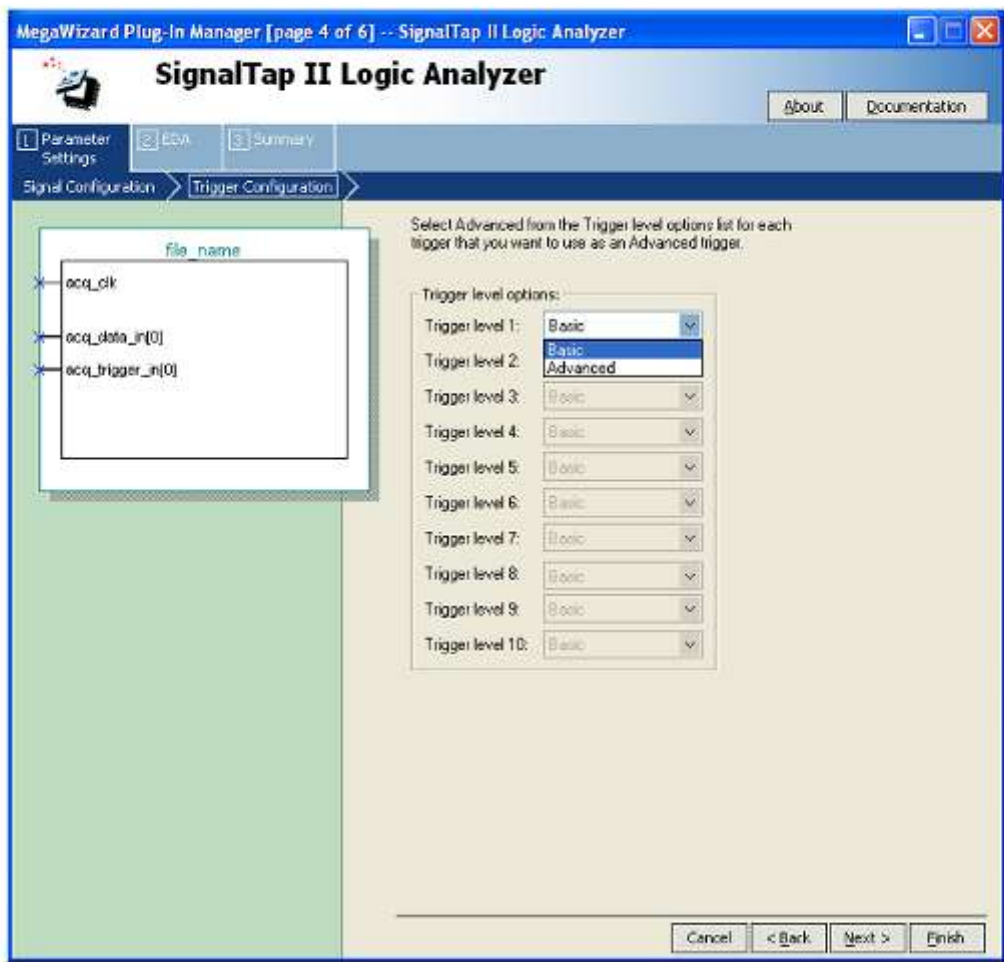 MegaWizard Plug-In Manager [page 4 of 6] -- SignalTap II Logic Analyzer
SignalTap II Logic Analyzer
About
Documentation
1 Parameter Settings
2 EDA
3 Summary
Signal Configuration
Trigger Configuration
file_name
acq_clk
acq_data_in[0]
acq_trigger_in[0]
Select Advanced from the Trigger level options list for each
trigger that you want to use as an Advanced trigger.
Trigger level options:
Trigger level 1: Basic
Basic
Advanced
Trigger level 2:
Trigger level 3: Basic
Trigger level 4: Basic
Trigger level 5: Basic
Trigger level 6: Basic
Trigger level 7: Basic
Trigger level 8: Basic
Trigger level 9: Basic
Trigger level 10: Basic
Cancel
< Back
Next >
Finish